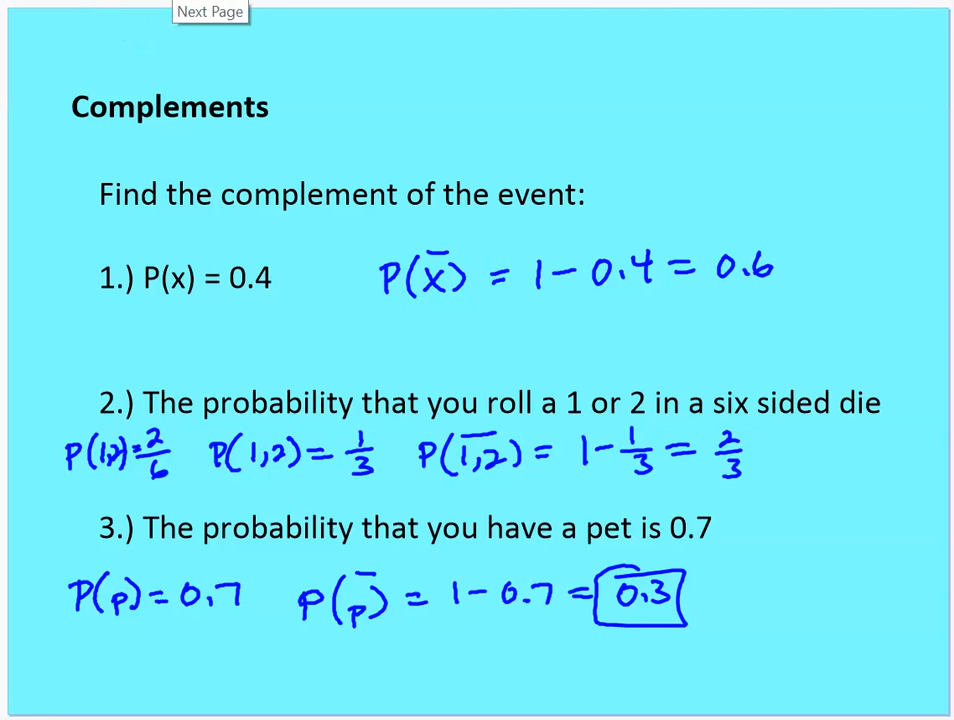 Next Page
Complements
Find the complement of the event:
1.) P(x) = 0.4 P(x̄) = 1 - 0.4 = 0.6
2.) The probability that you roll a 1 or 2 in a six sided die
P(1,2) = 2/6 P(1,2) = 1/3 P(1̅,̅2̅) = 1 - 1/3 = 2/3
3.) The probability that you have a pet is 0.7
P(p) = 0.7 P(p̄) = 1 - 0.7 = 0.3